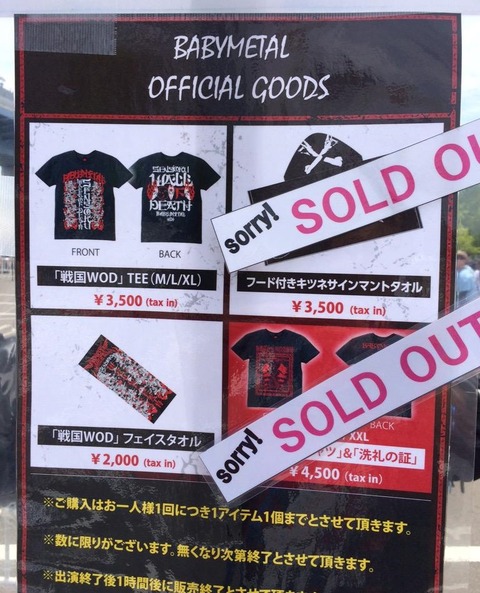 BABYMETAL
OFFICIAL GOODS
FRONT
BACK
「戦国WOD」 TEE (M/L/XL)
¥3,500 (tax in)
sorry! SOLD OU
フード付きキツネサインマントタオル
¥3,500 (tax in)
「戦国WOD」 フェイスタオル
¥2,000 (tax in)
BACK
XXL
sorry! SOLD OUT
ャツ」&「洗礼の証」
¥4,500 (tax in)
※ご購入はお一人様1回につき1アイテム1個までとさせて頂きます。
※数に限りがございます。無くなり次第終了とさせて頂きます。
※出演終了後1時間後に販売終了とさせて頂きます